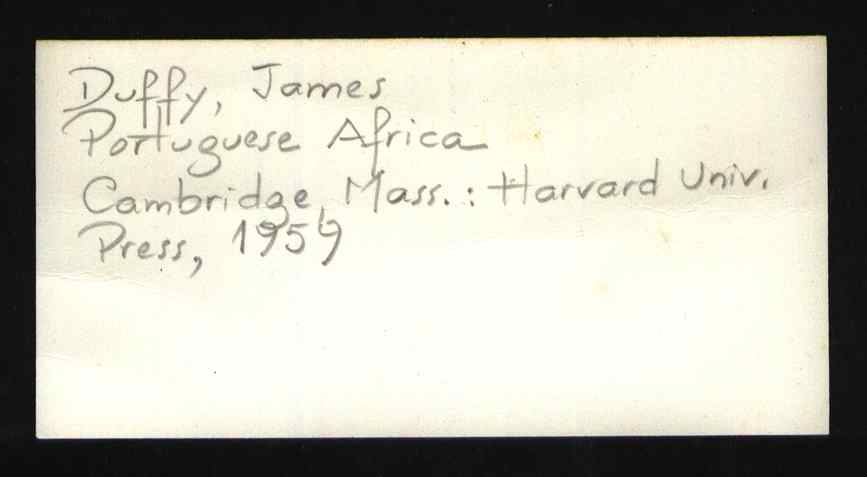 Duffy, James
Portuguese Africa
Cambridge, Mass. : Harvard Univ.
Press, 1959